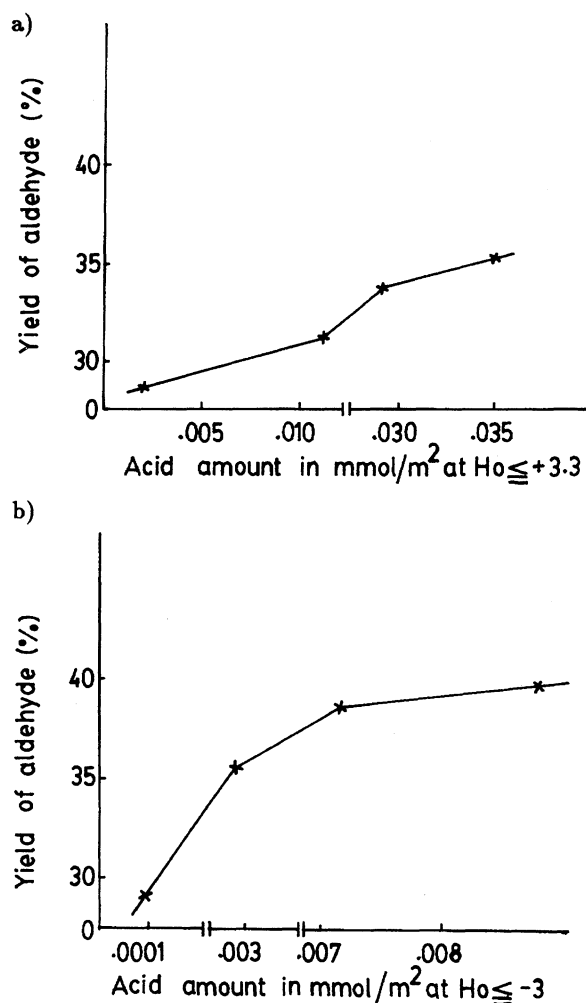 a)
Yield of aldehyde (%)
40
35
30
0
.005 .010 .030 .035
Acid amount in mmol/m² at Ho ≦ +3.3
b)
Yield of aldehyde (%)
40
35
30
0
.0001 .003 .007 .008
Acid amount in mmol/m² at Ho ≦ -3